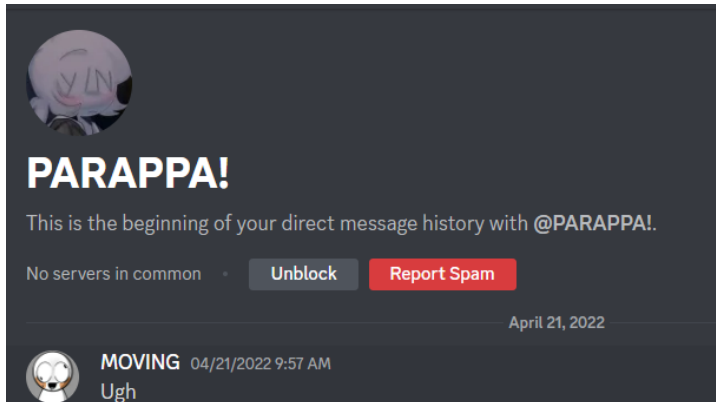 Y/N
PARAPPA!
This is the beginning of your direct message history with @PARAPPA!.
No servers in common • Unblock Report Spam
April 21, 2022
MOVING 04/21/2022 9:57 AM
Ugh